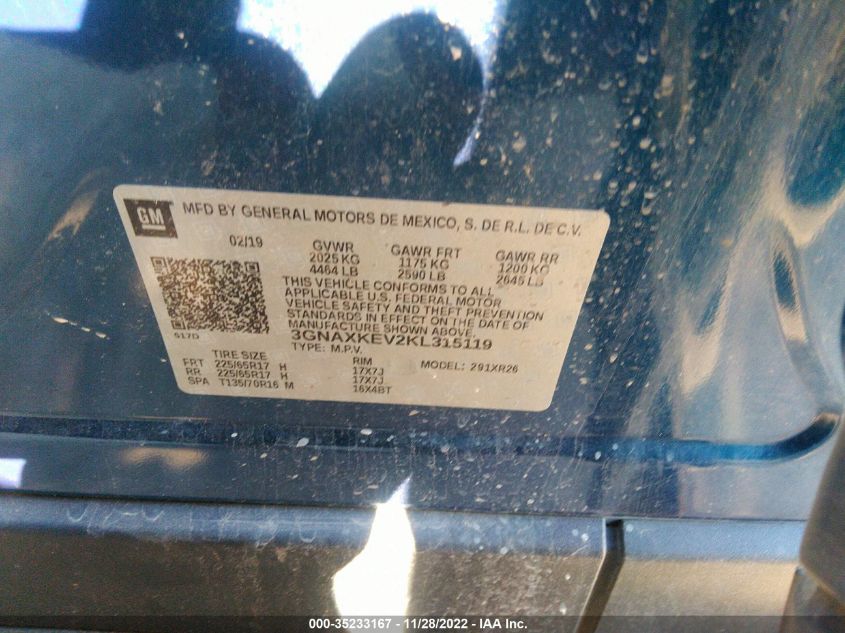 GM
MFD BY GENERAL MOTORS DE MEXICO, S. DE R.L. DE C.V.
02/19 GVWR GAWR FRT GAWR RR
2025 KG 1175 KG 1200 KG
4464 LB 2590 LB 2645 LB
THIS VEHICLE CONFORMS TO ALL
APPLICABLE U.S. FEDERAL MOTOR
VEHICLE SAFETY AND THEFT PREVENTION
STANDARDS IN EFFECT ON THE DATE OF
MANUFACTURE SHOWN ABOVE.
517D 3GNAXKEV2KL315119
TYPE: M.P.V.
TIRE SIZE RIM MODEL: 291XR26
FRT 225/65R17 H 17X7J
RR 225/65R17 H 17X7J
SPA T135/70R16 M 16X4BT
000-35233167 - 11/28/2022 - IAA Inc.